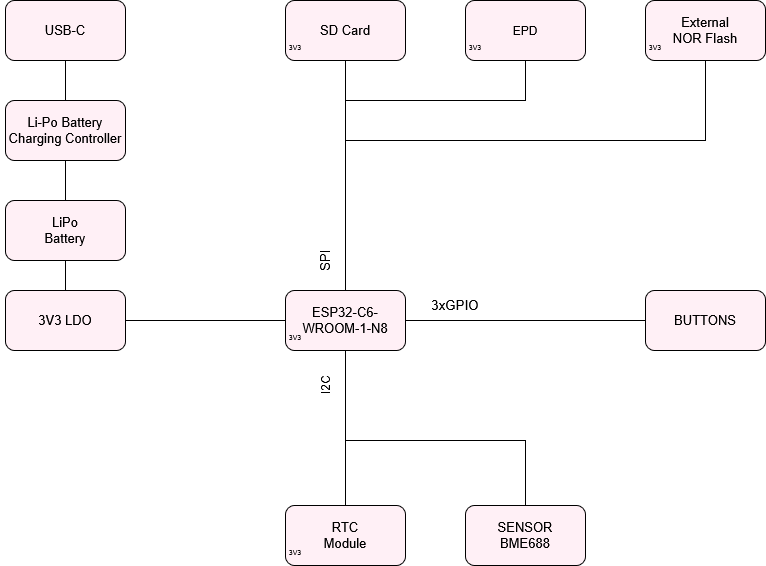 USB-C
SD Card
3V3
EPD
3V3
External
NOR Flash
3V3
Li-Po Battery
Charging Controller
LiPo
Battery
SPI
3V3 LDO
ESP32-C6-
WROOM-1-N8
3V3
3xGPIO
BUTTONS
I2C
RTC
Module
3V3
SENSOR
BME688